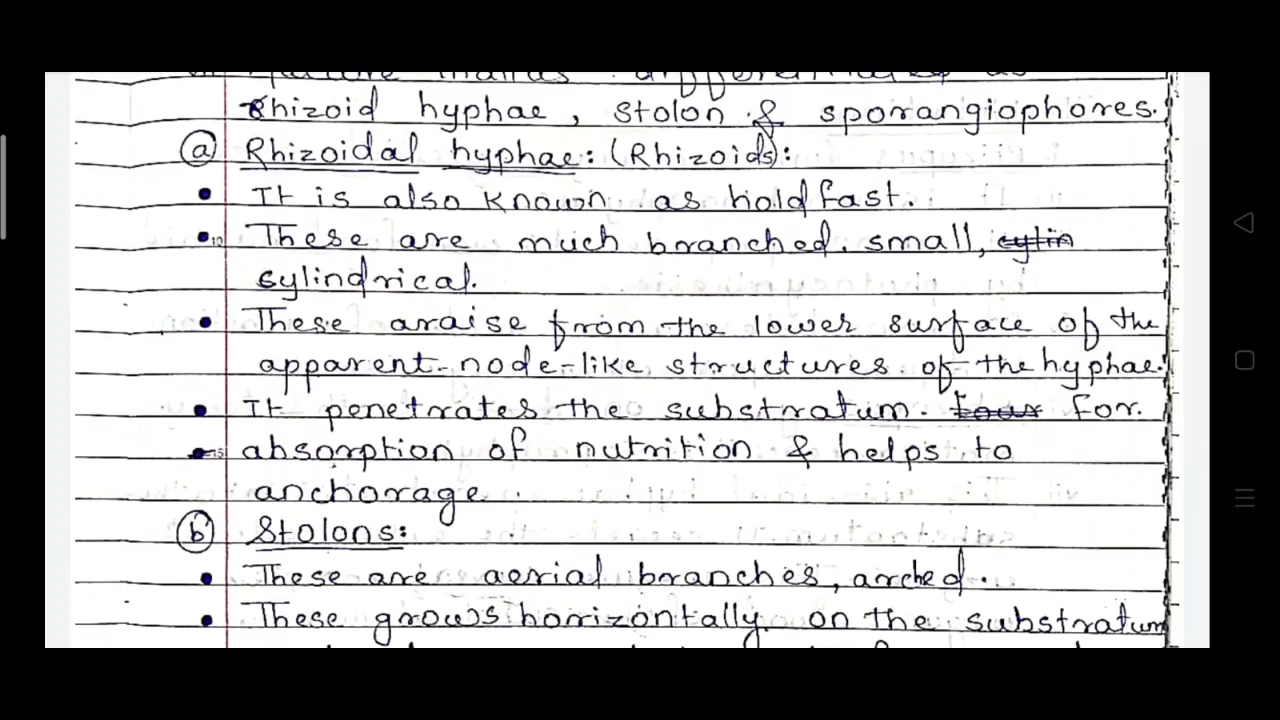 Rhizoid hyphae, stolon & sporangiophores.
ⓐ Rhizoidal hyphae: (Rhizoids):
• It is also known as holdfast.
• These are much branched. small, cylin
cylindrical.
• These araise from the lower surface of the
apparent node-like structures of the hyphae.
• It penetrates the substratum. for.
absorption of nutrition & helps to
anchorage
ⓑ Stolons:
• These are aerial branches, arched.
• These grows horizontally on the substratum